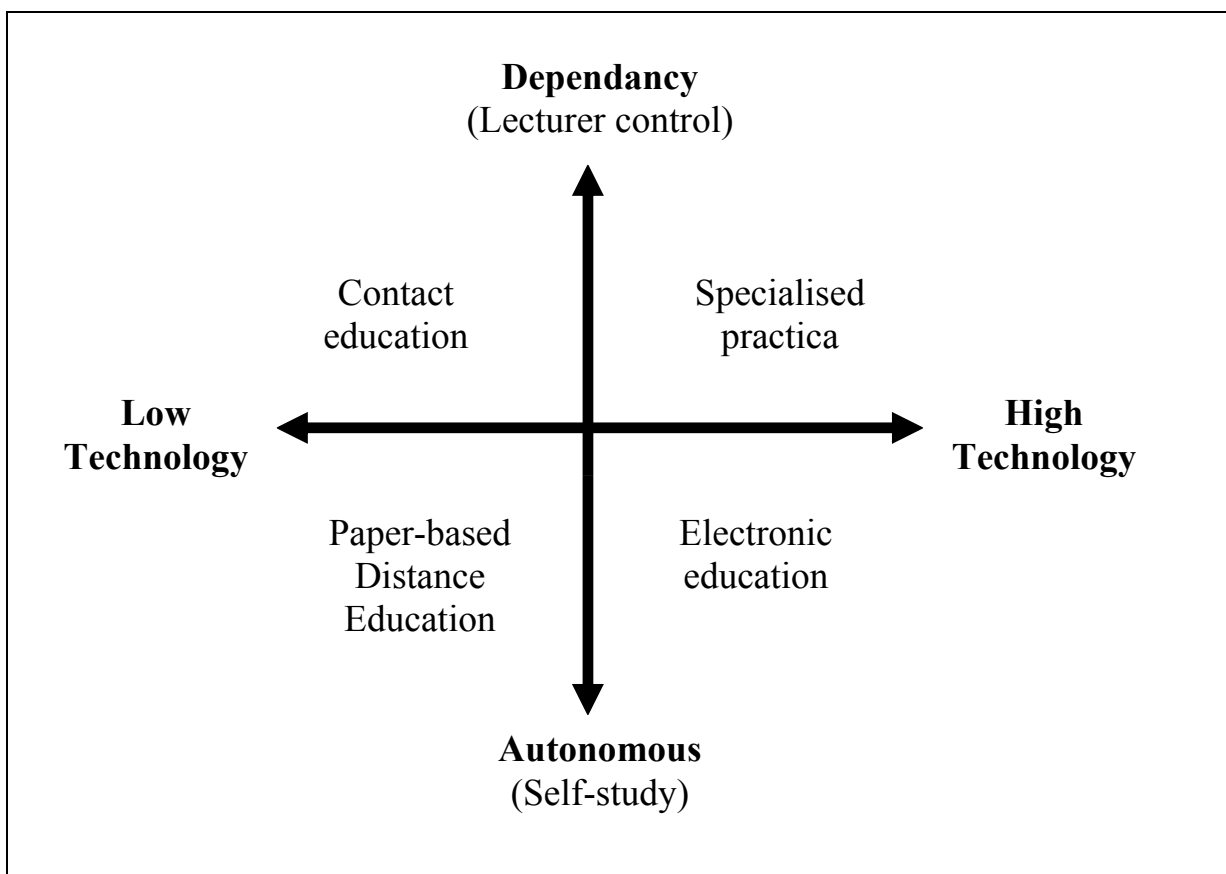 Dependancy
(Lecturer control)
Contact
education
Specialised
practica
Low
Technology
High
Technology
Paper-based
Distance
Education
Electronic
education
Autonomous
(Self-study)